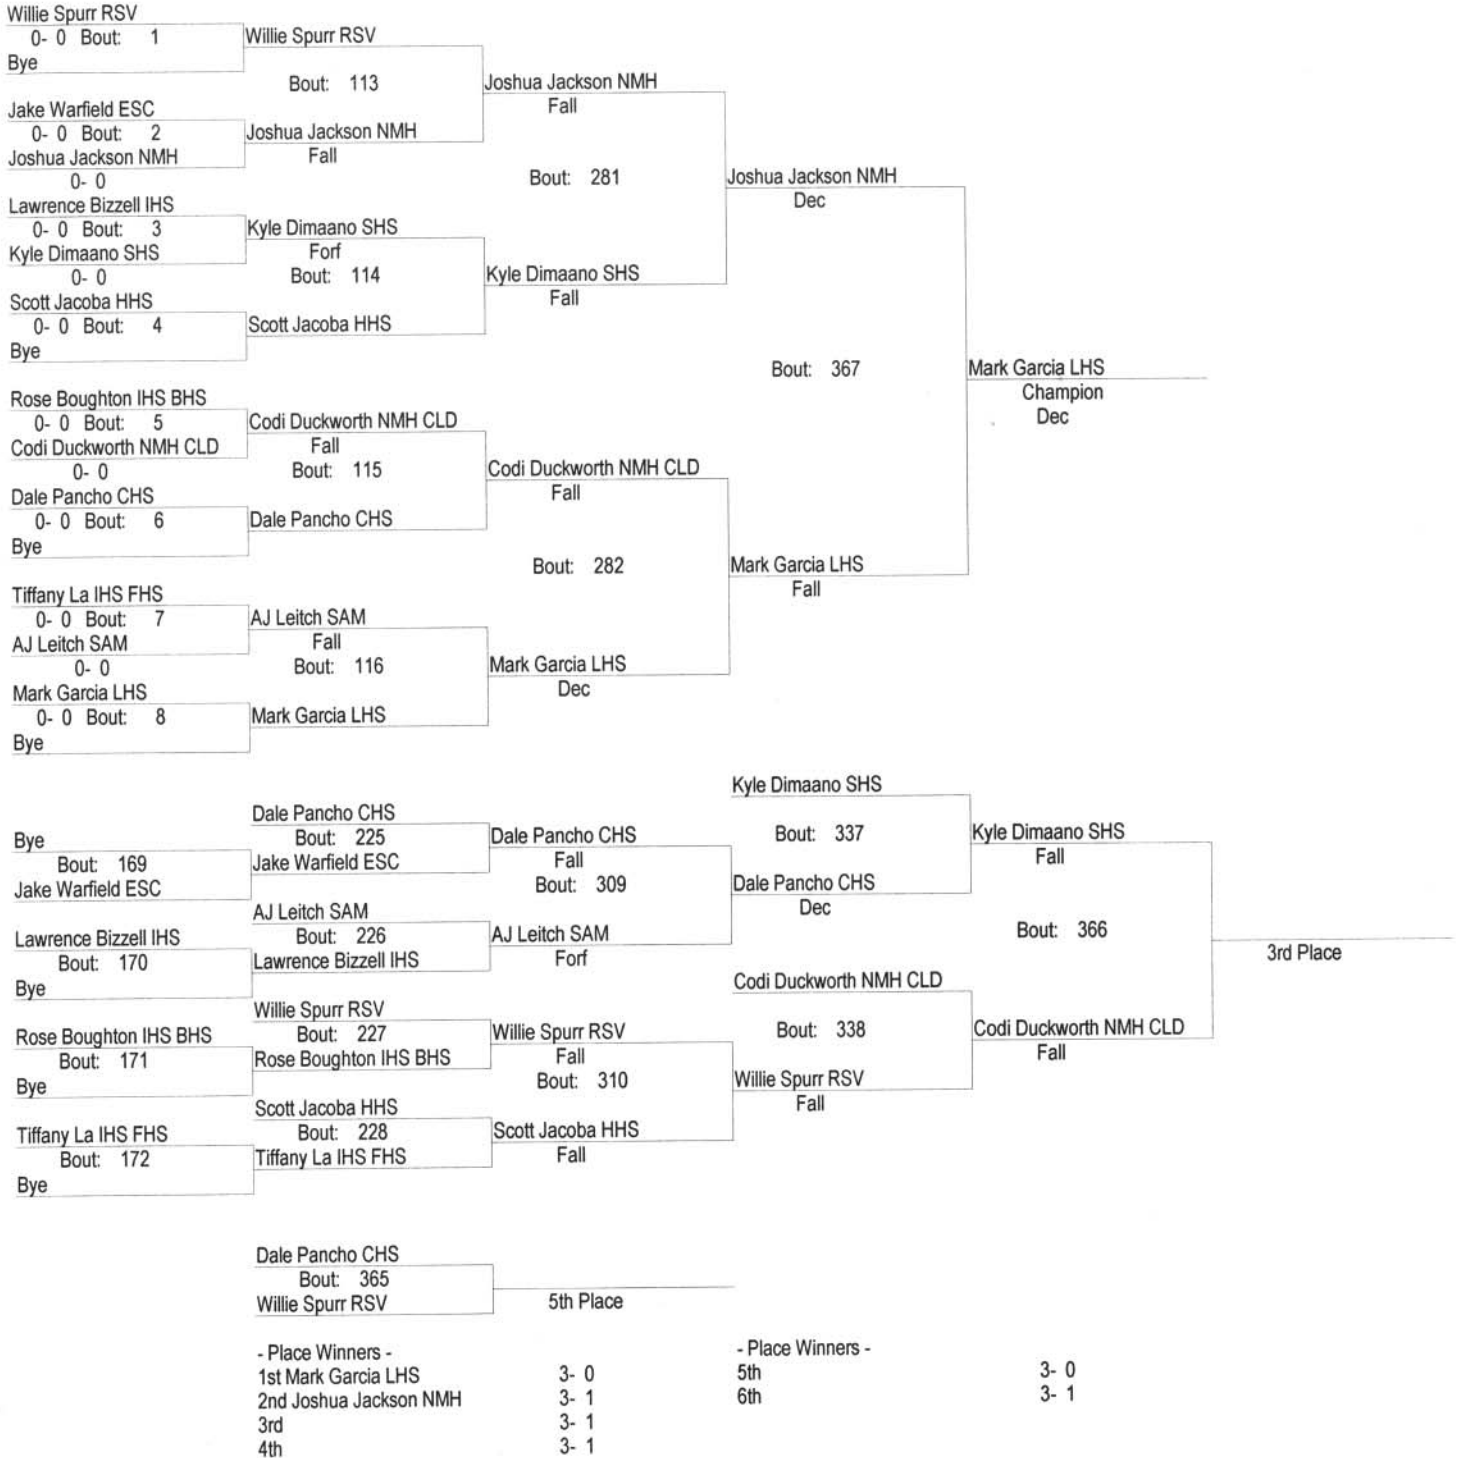 Willie Spurr RSV
0- 0 Bout: 1
Willie Spurr RSV
Bye
Bout: 113
Joshua Jackson NMH
Fall
Jake Warfield ESC
0- 0 Bout: 2
Joshua Jackson NMH
Joshua Jackson NMH
Fall
0- 0
Bout: 281
Joshua Jackson NMH
Dec
Lawrence Bizzell IHS
0- 0 Bout: 3
Kyle Dimaano SHS
Kyle Dimaano SHS
Forf
0- 0
Bout: 114
Kyle Dimaano SHS
Fall
Scott Jacoba HHS
0- 0 Bout: 4
Scott Jacoba HHS
Bye
Bout: 367
Mark Garcia LHS
Champion
Dec
Rose Boughton IHS BHS
0- 0 Bout: 5
Codi Duckworth NMH CLD
Codi Duckworth NMH CLD
Fall
0- 0
Bout: 115
Codi Duckworth NMH CLD
Fall
Dale Pancho CHS
0- 0 Bout: 6
Dale Pancho CHS
Bye
Bout: 282
Mark Garcia LHS
Fall
Tiffany La IHS FHS
0- 0 Bout: 7
AJ Leitch SAM
AJ Leitch SAM
Fall
0- 0
Bout: 116
Mark Garcia LHS
Dec
Mark Garcia LHS
0- 0 Bout: 8
Mark Garcia LHS
Bye
Kyle Dimaano SHS
Dale Pancho CHS
Bye
Bout: 225
Dale Pancho CHS
Bout: 337
Kyle Dimaano SHS
Bout: 169
Jake Warfield ESC
Fall
Fall
Jake Warfield ESC
Bout: 309
Dale Pancho CHS
Dec
AJ Leitch SAM
Lawrence Bizzell IHS
Bout: 226
AJ Leitch SAM
Bout: 366
Bout: 170
Lawrence Bizzell IHS
Forf
3rd Place
Bye
Codi Duckworth NMH CLD
Willie Spurr RSV
Rose Boughton IHS BHS
Bout: 227
Willie Spurr RSV
Bout: 338
Codi Duckworth NMH CLD
Bout: 171
Rose Boughton IHS BHS
Fall
Fall
Bye
Bout: 310
Willie Spurr RSV
Fall
Scott Jacoba HHS
Tiffany La IHS FHS
Bout: 228
Scott Jacoba HHS
Bout: 172
Tiffany La IHS FHS
Fall
Bye
Dale Pancho CHS
Bout: 365
Willie Spurr RSV
5th Place
- Place Winners -
1st Mark Garcia LHS 3- 0
2nd Joshua Jackson NMH 3- 1
3rd 3- 1
4th 3- 1
- Place Winners -
5th 3- 0
6th 3- 1